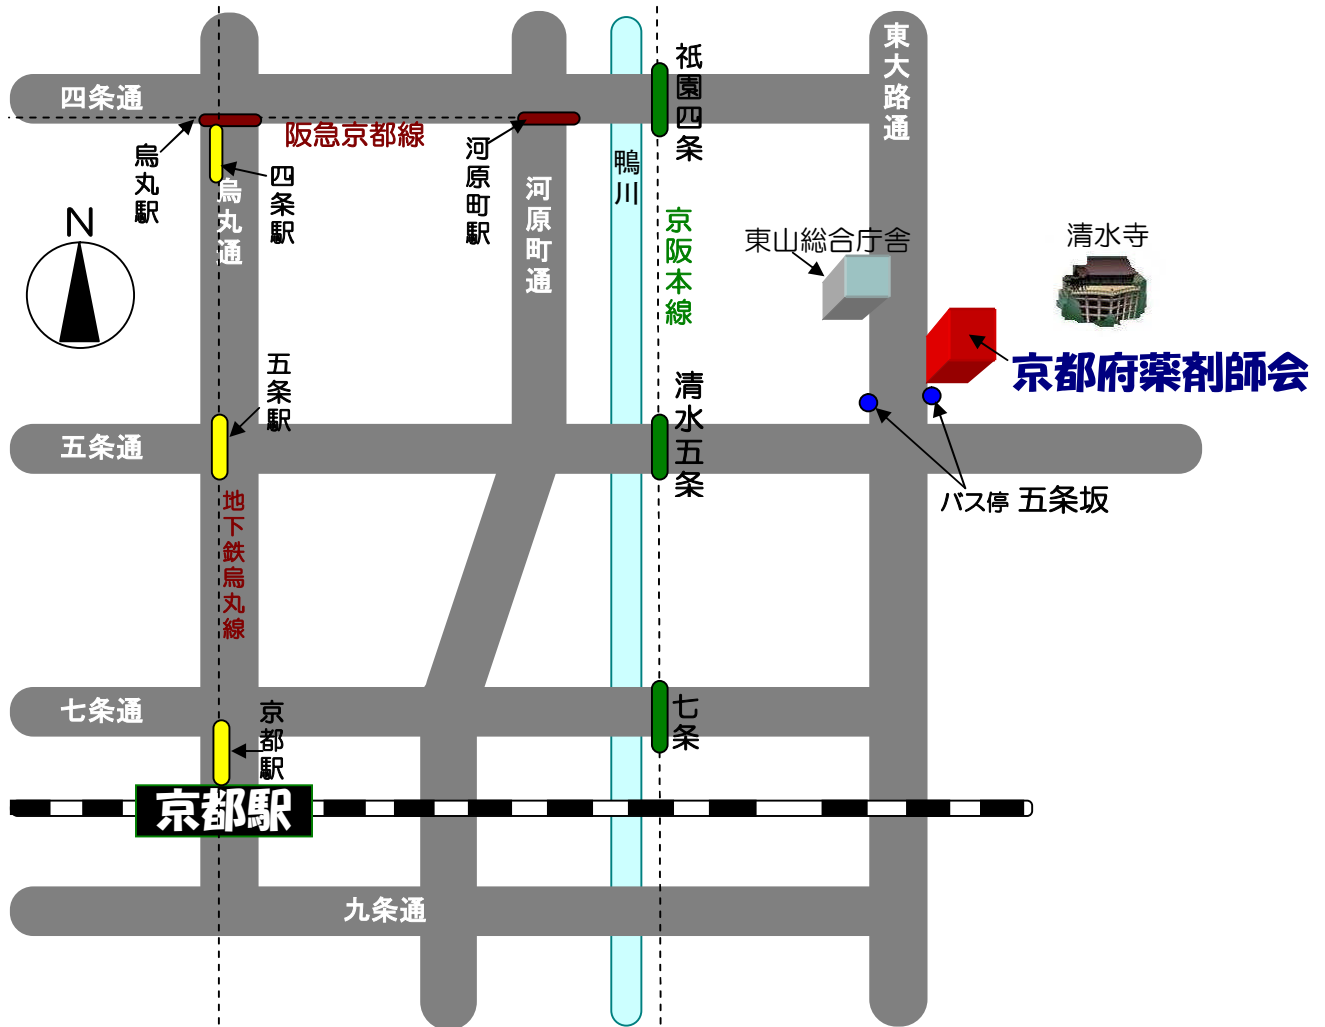 東大路通
祇園四条
四条通
阪急京都線
烏丸駅
四条駅
河原町駅
鴨川
烏丸通
河原町通
N
京阪本線
東山総合庁舎
清水寺
京都府薬剤師会
五条駅
清水五条
五条通
バス停 五条坂
地下鉄烏丸線
七条通
京都駅
七条
京都駅
九条通